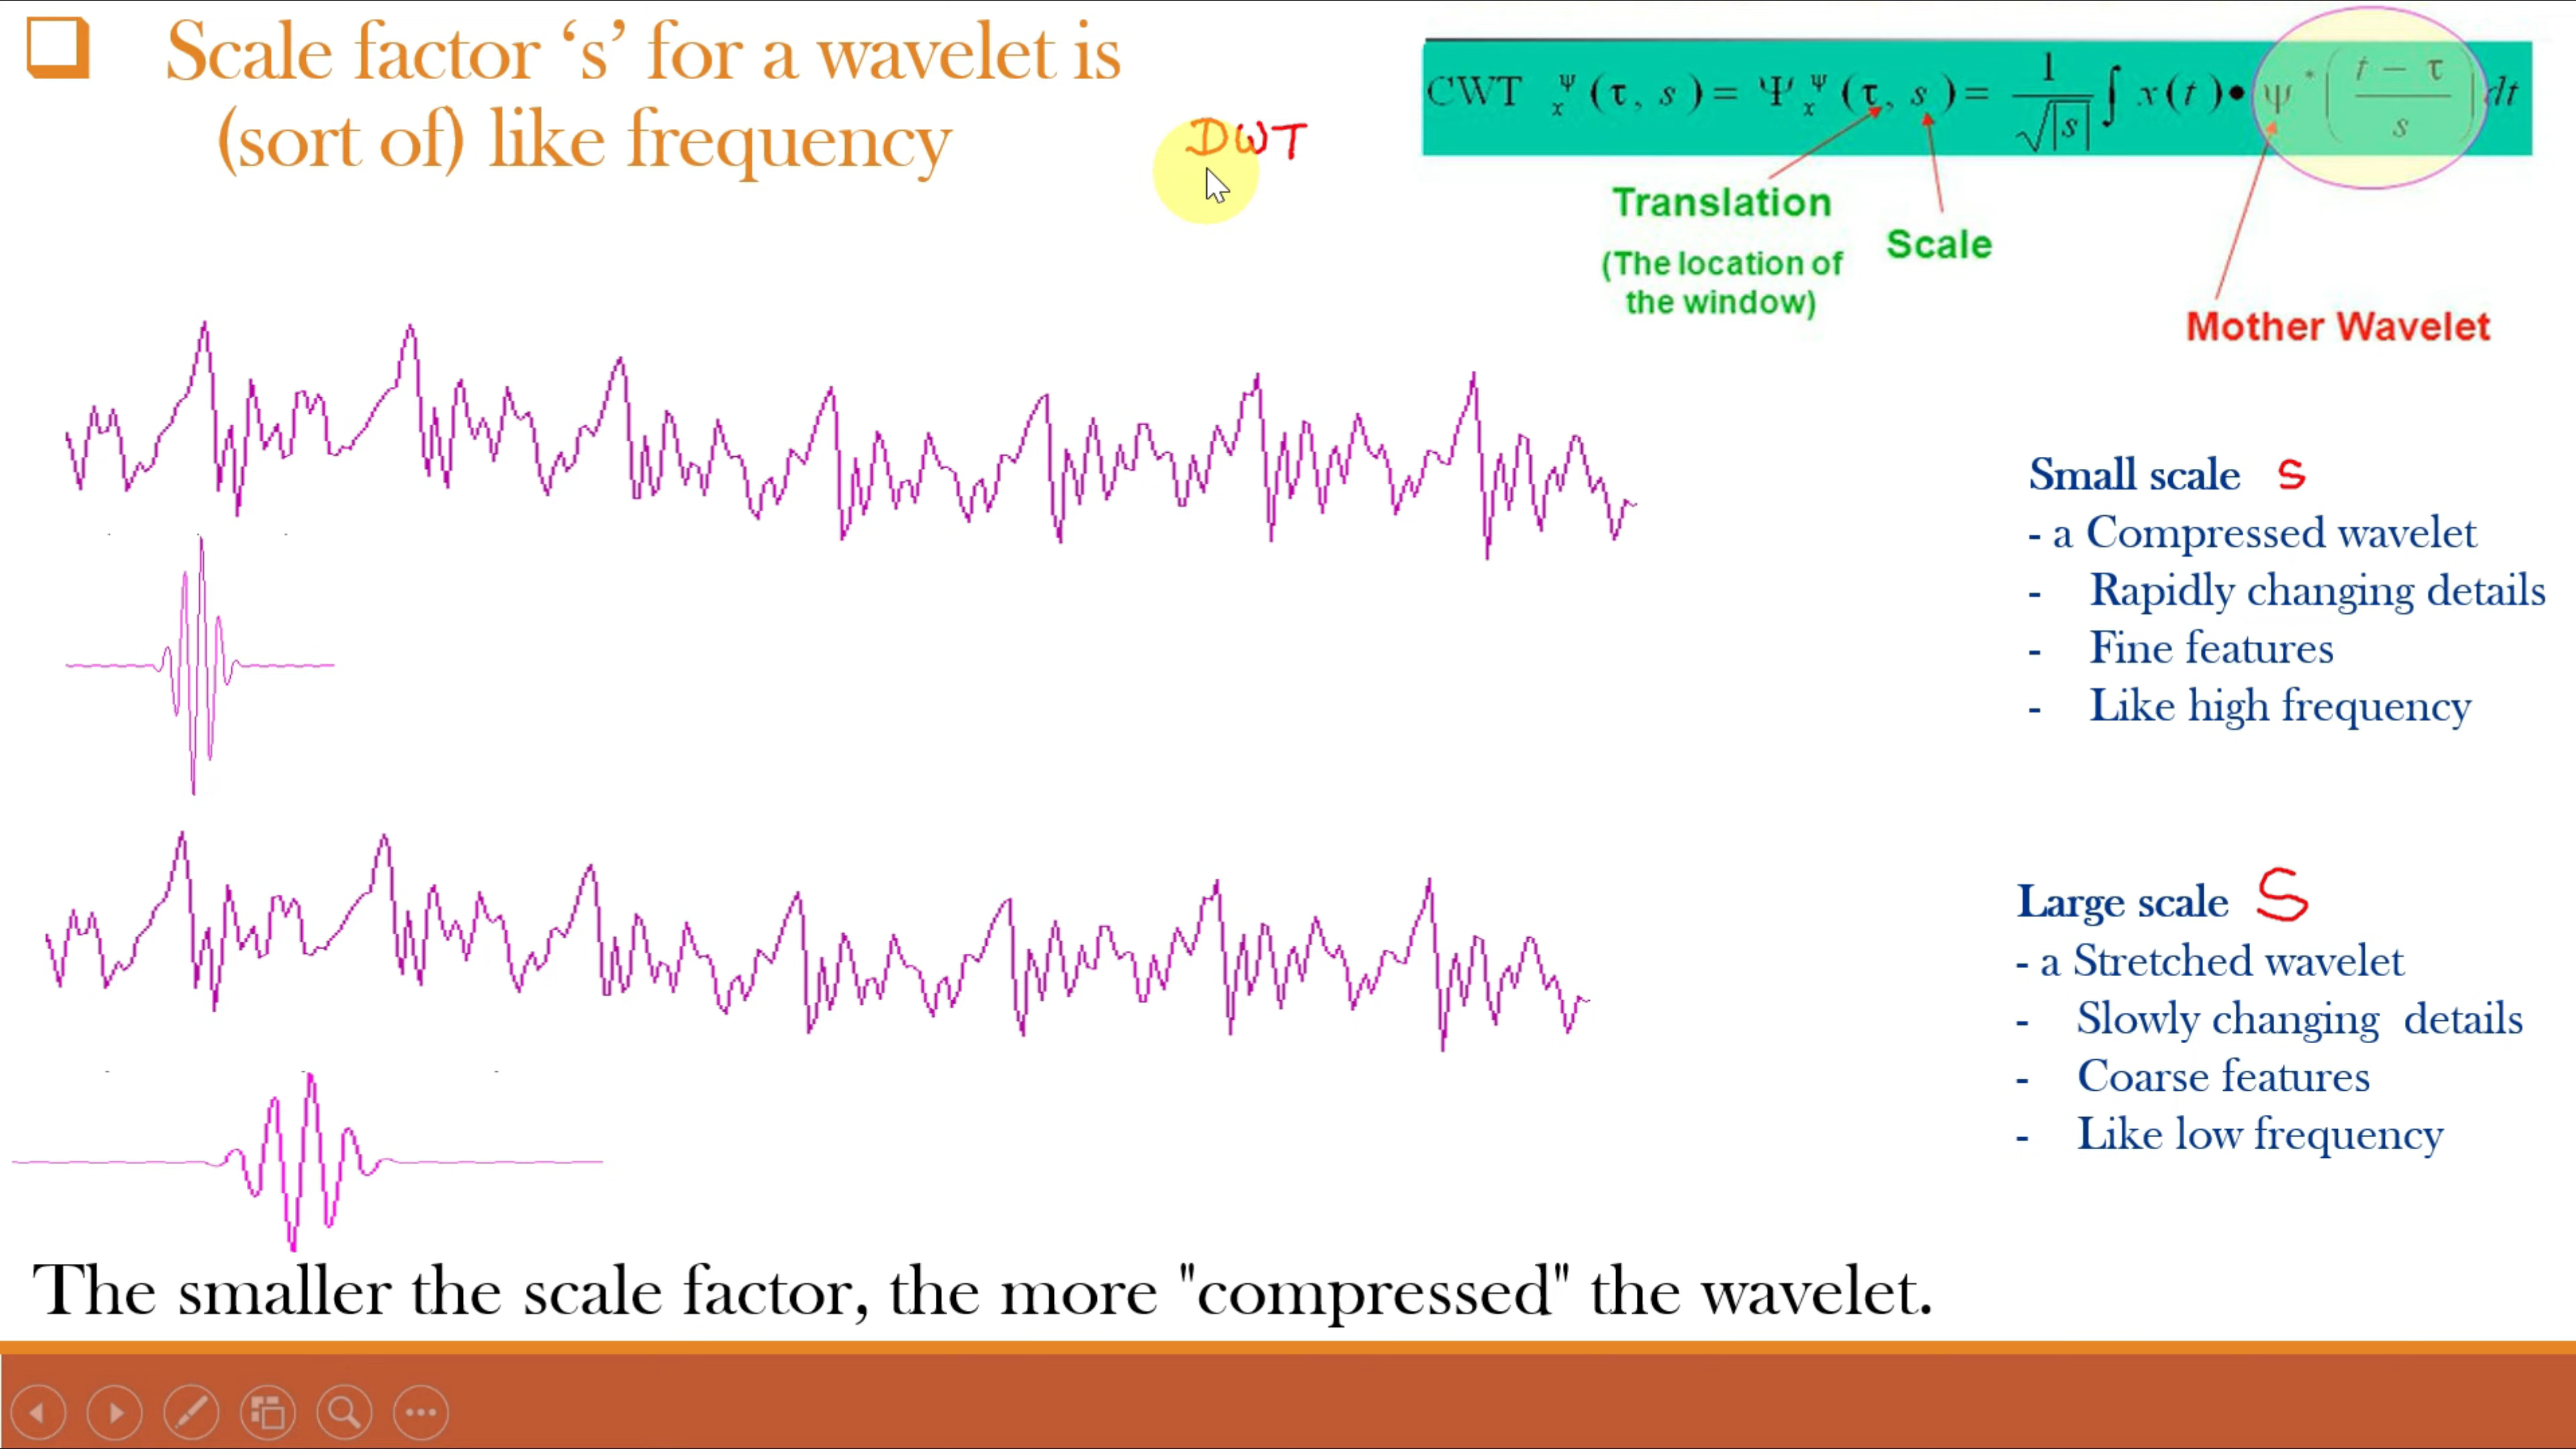 ❑ Scale factor ‘s’ for a wavelet is
(sort of) like frequency
DWT
CWT ψ x (τ, s) = Ψ ψ x (τ, s) = 1 / √|s| ∫ x(t) • ψ* ( t − τ / s ) dt
Translation
(The location of
the window)
Scale
Mother Wavelet
Small scale s
- a Compressed wavelet
- Rapidly changing details
- Fine features
- Like high frequency
Large scale S
- a Stretched wavelet
- Slowly changing details
- Coarse features
- Like low frequency
The smaller the scale factor, the more "compressed" the wavelet.